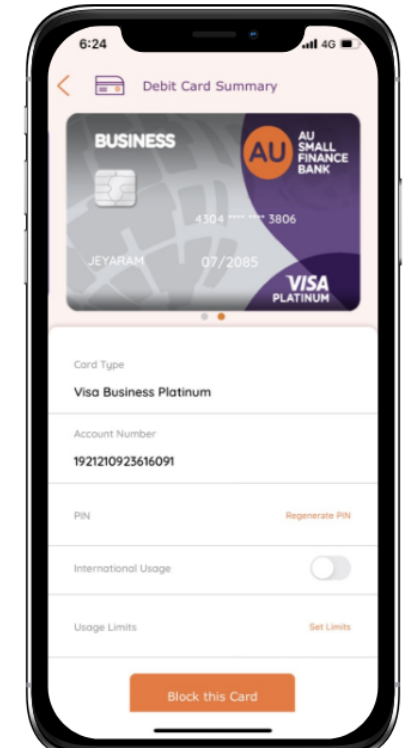 6:24
4G
Debit Card Summary
BUSINESS
AU
AU
SMALL
FINANCE
BANK
4304 **** **** 3806
JEYARAM 07/2085
VISA
PLATINUM
Card Type
Visa Business Platinum
Account Number
1921210923616091
PIN
Regenerate PIN
International Usage
Usage Limits
Set Limits
Block this Card